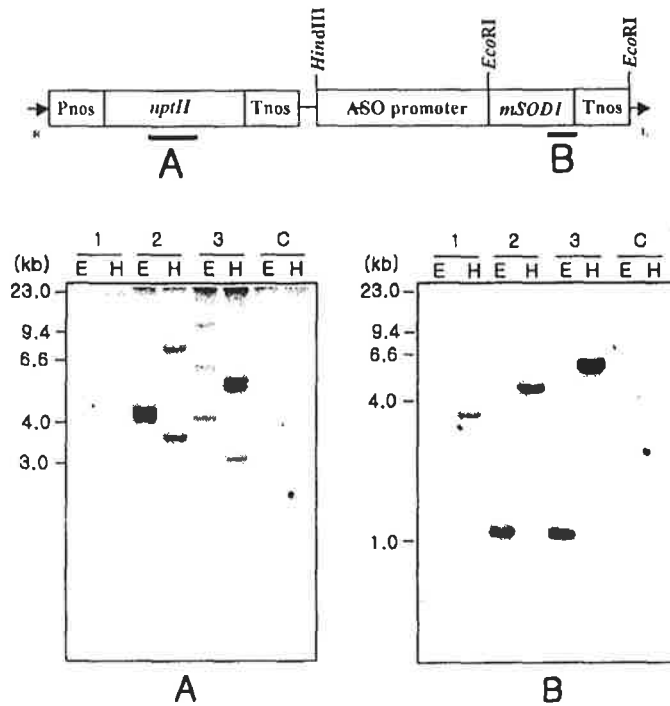 HindIII
EcoRI
EcoRI
Pnos nptII Tnos ASO promoter mSOD1 Tnos
R
L
A
B
1 2 3 C
(kb) E H E H E H E H
23.0
9.4
6.6
4.0
3.0
A
1 2 3 C
(kb) E H E H E H E H
23.0
9.4
6.6
4.0
1.0
B